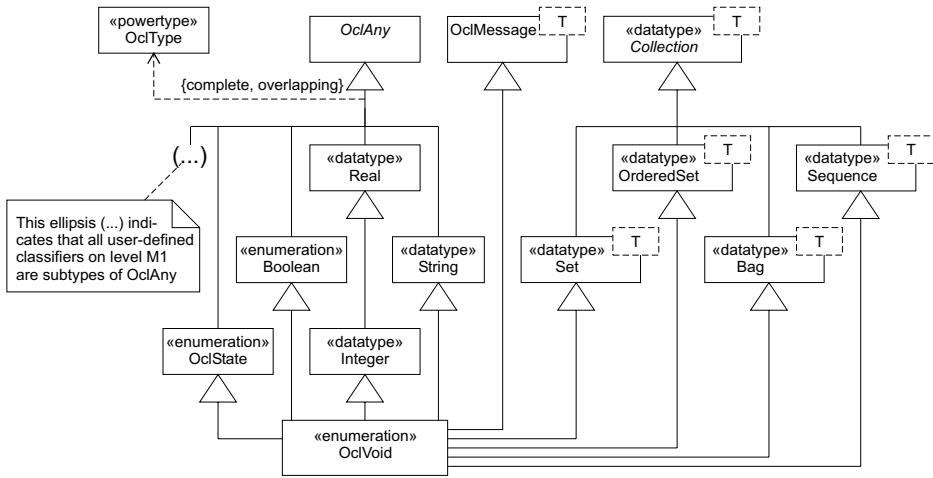 «powertype»
OclType
OclAny
OclMessage
T
«datatype»
Collection
T
{complete, overlapping}
(...)
«datatype»
Real
«datatype»
OrderedSet
T
«datatype»
Sequence
T
This ellipsis (...) indi-
cates that all user-defined
classifiers on level M1
are subtypes of OclAny
«enumeration»
Boolean
«datatype»
String
«datatype»
Set
T
«datatype»
Bag
T
«enumeration»
OclState
«datatype»
Integer
«enumeration»
OclVoid